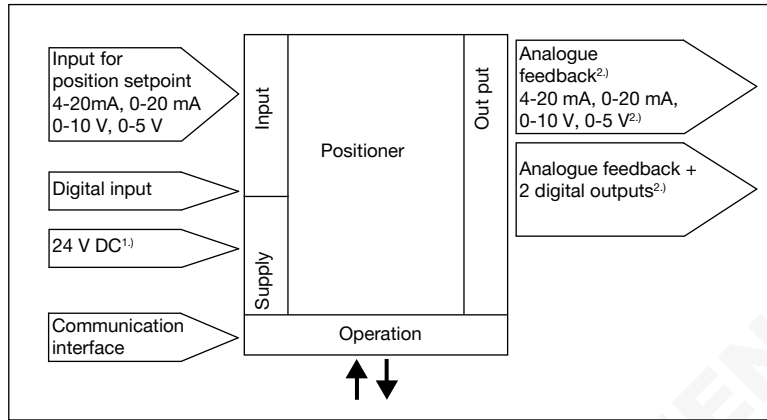 Input for
position setpoint
4-20mA, 0-20 mA
0-10 V, 0-5 V
Digital input
24 V DC1.)
Communication
interface
Input
Supply
Positioner
Out put
Operation
Analogue
feedback2.)
4-20 mA, 0-20 mA,
0-10 V, 0-5 V2.)
Analogue feedback +
2 digital outputs2.)